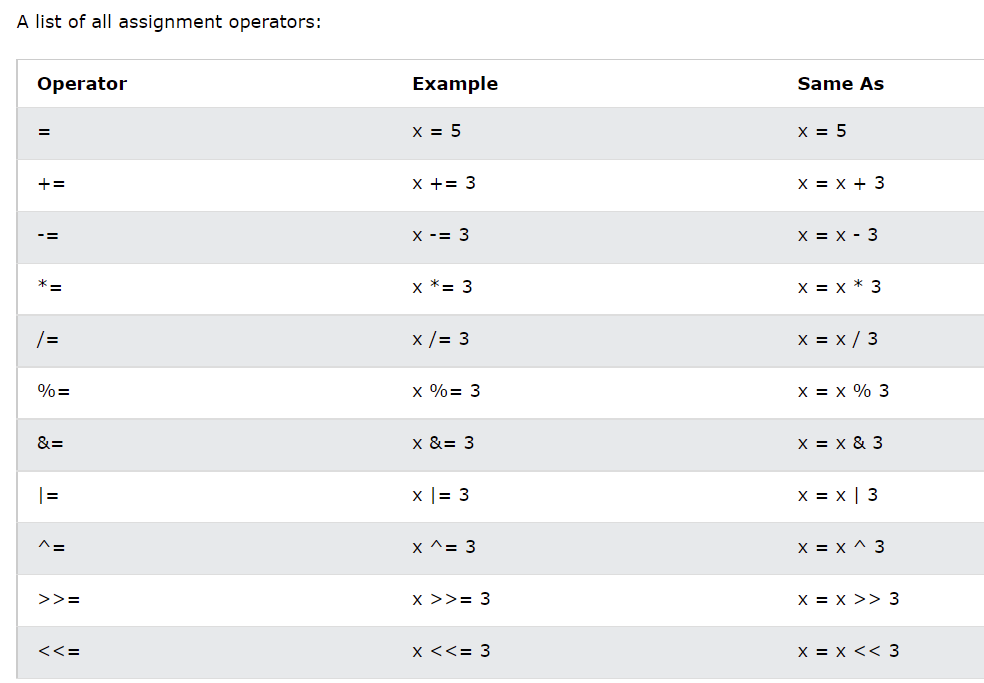 A list of all assignment operators:
Operator Example Same As
= x = 5 x = 5
+= x += 3 x = x + 3
-= x -= 3 x = x - 3
*= x *= 3 x = x * 3
/= x /= 3 x = x / 3
%= x %= 3 x = x % 3
&= x &= 3 x = x & 3
|= x |= 3 x = x | 3
^= x ^= 3 x = x ^ 3
>>= x >>= 3 x = x >> 3
<<= x <<= 3 x = x << 3